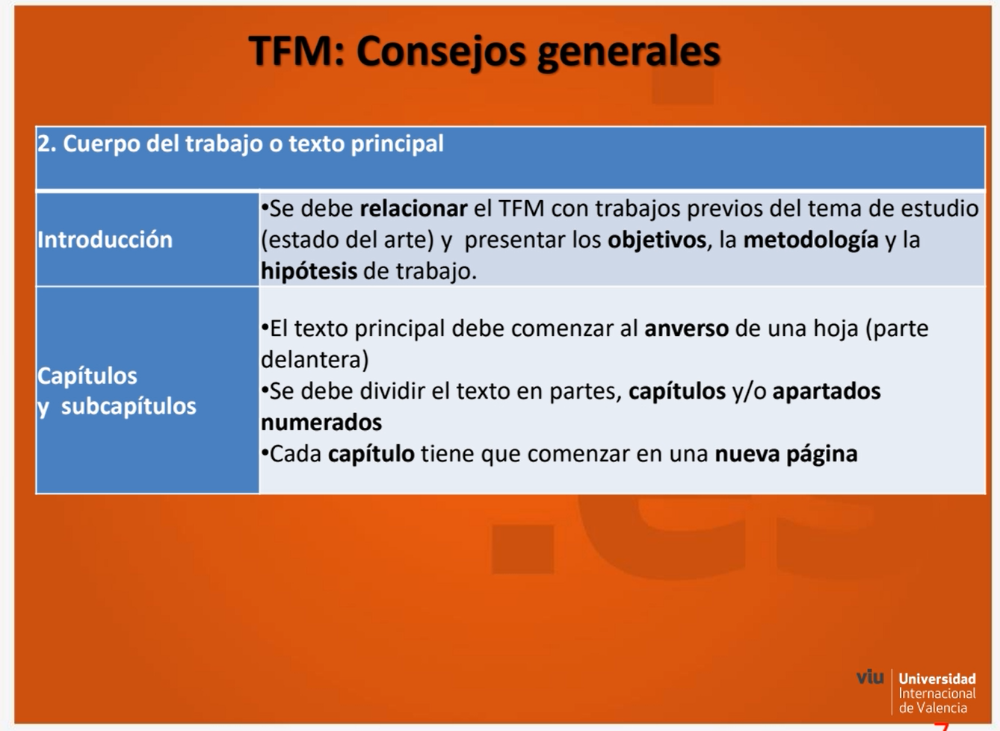 TFM: Consejos generales
2. Cuerpo del trabajo o texto principal
Introducción
•Se debe relacionar el TFM con trabajos previos del tema de estudio
(estado del arte) y  presentar los objetivos, la metodología y la
hipótesis de trabajo.
Capítulos
y  subcapítulos
•El texto principal debe comenzar al anverso de una hoja (parte
delantera)
•Se debe dividir el texto en partes, capítulos y/o apartados
numerados
•Cada capítulo tiene que comenzar en una nueva página
.es
viu
Universidad
Internacional
de Valencia